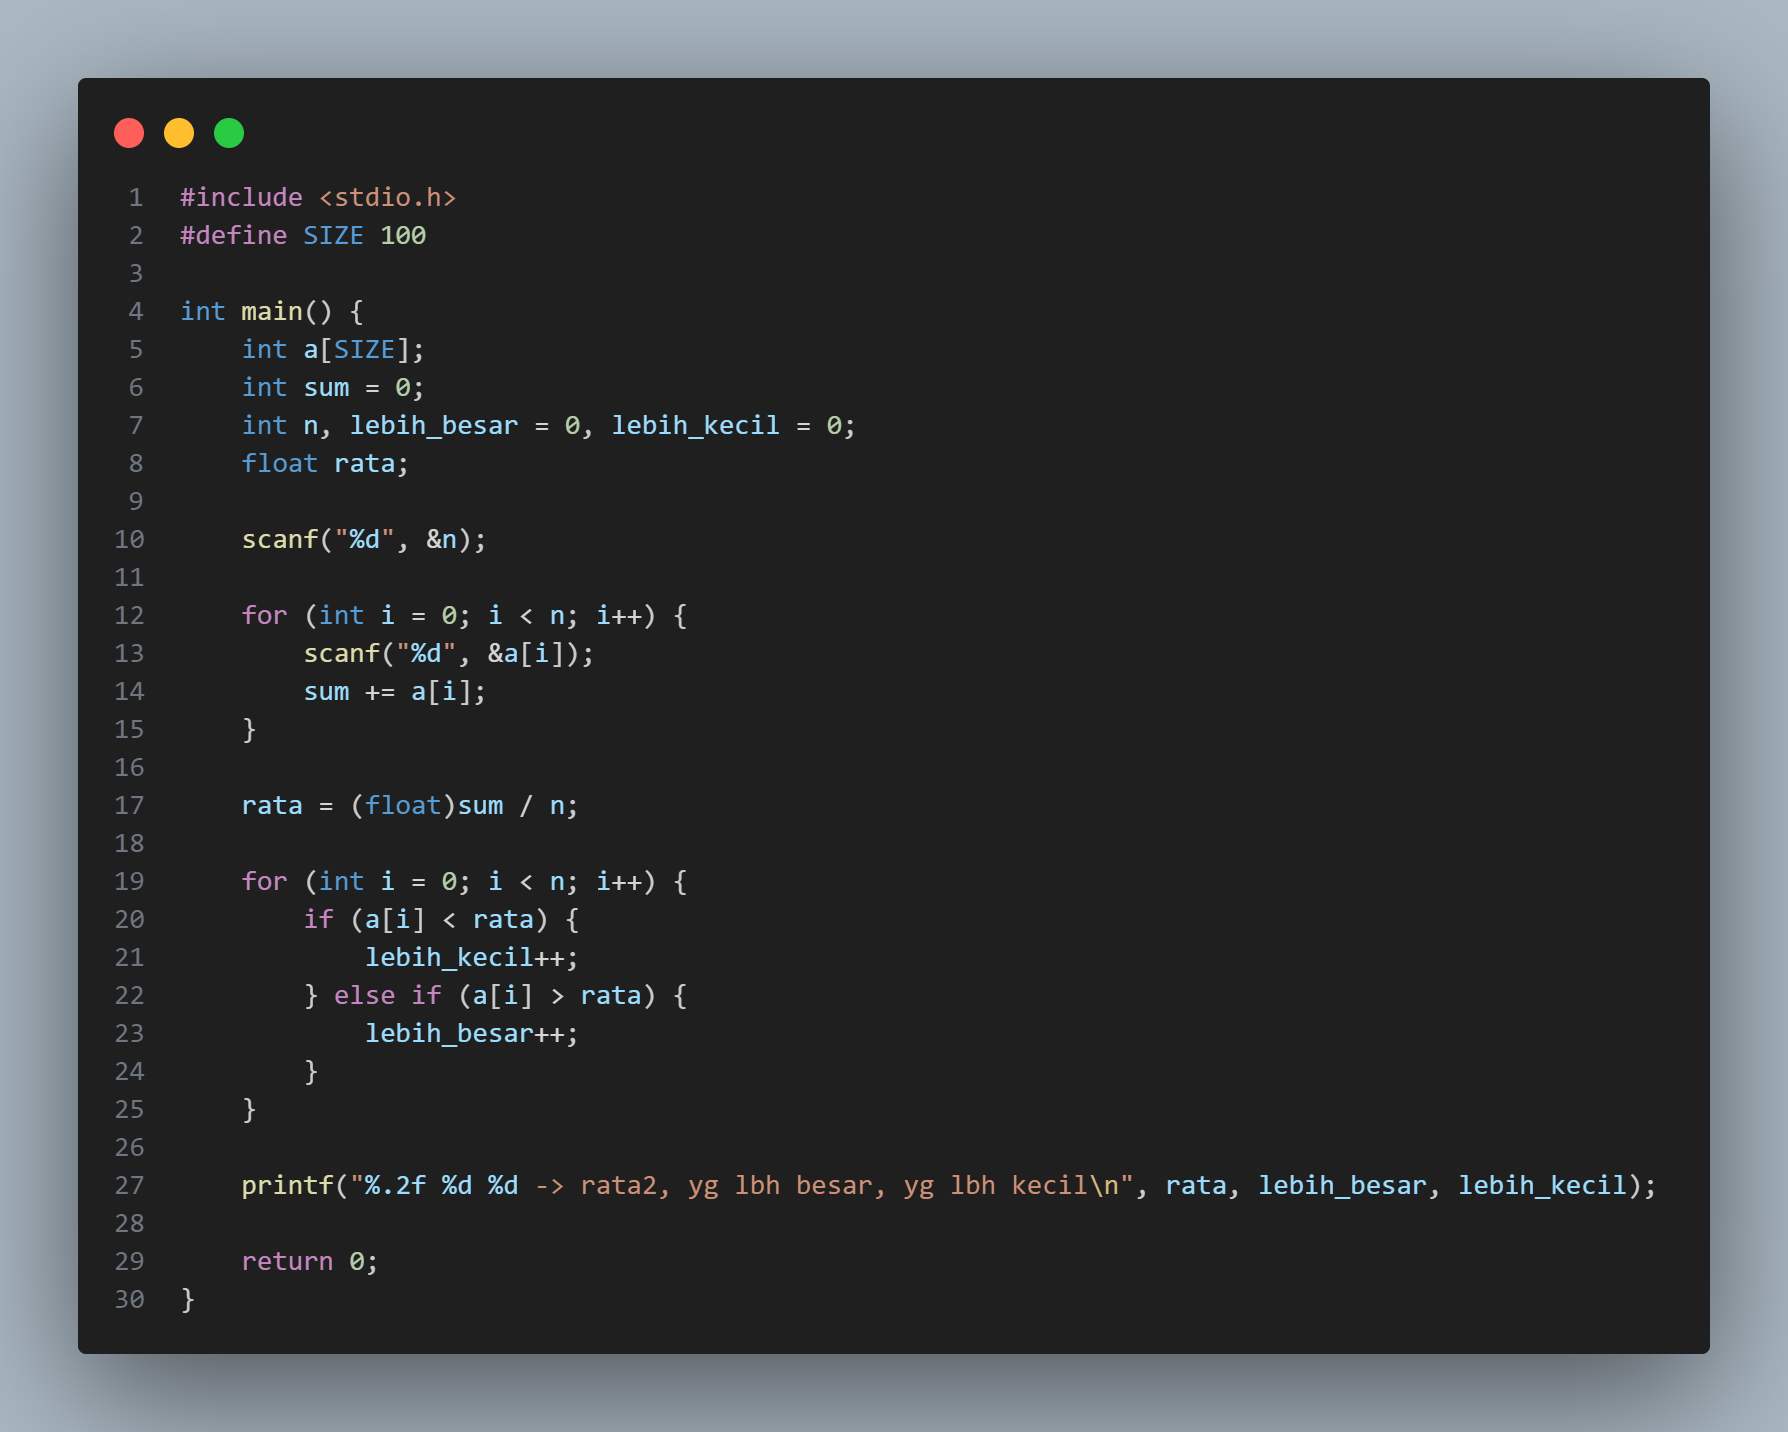 1 #include <stdio.h>
2 #define SIZE 100
3
4 int main() {
5     int a[SIZE];
6     int sum = 0;
7     int n, lebih_besar = 0, lebih_kecil = 0;
8     float rata;
9
10     scanf("%d", &n);
11
12     for (int i = 0; i < n; i++) {
13         scanf("%d", &a[i]);
14         sum += a[i];
15     }
16
17     rata = (float)sum / n;
18
19     for (int i = 0; i < n; i++) {
20         if (a[i] < rata) {
21             lebih_kecil++;
22         } else if (a[i] > rata) {
23             lebih_besar++;
24         }
25     }
26
27     printf("%.2f %d %d -> rata2, yg lbh besar, yg lbh kecil\n", rata, lebih_besar, lebih_kecil);
28
29     return 0;
30 }